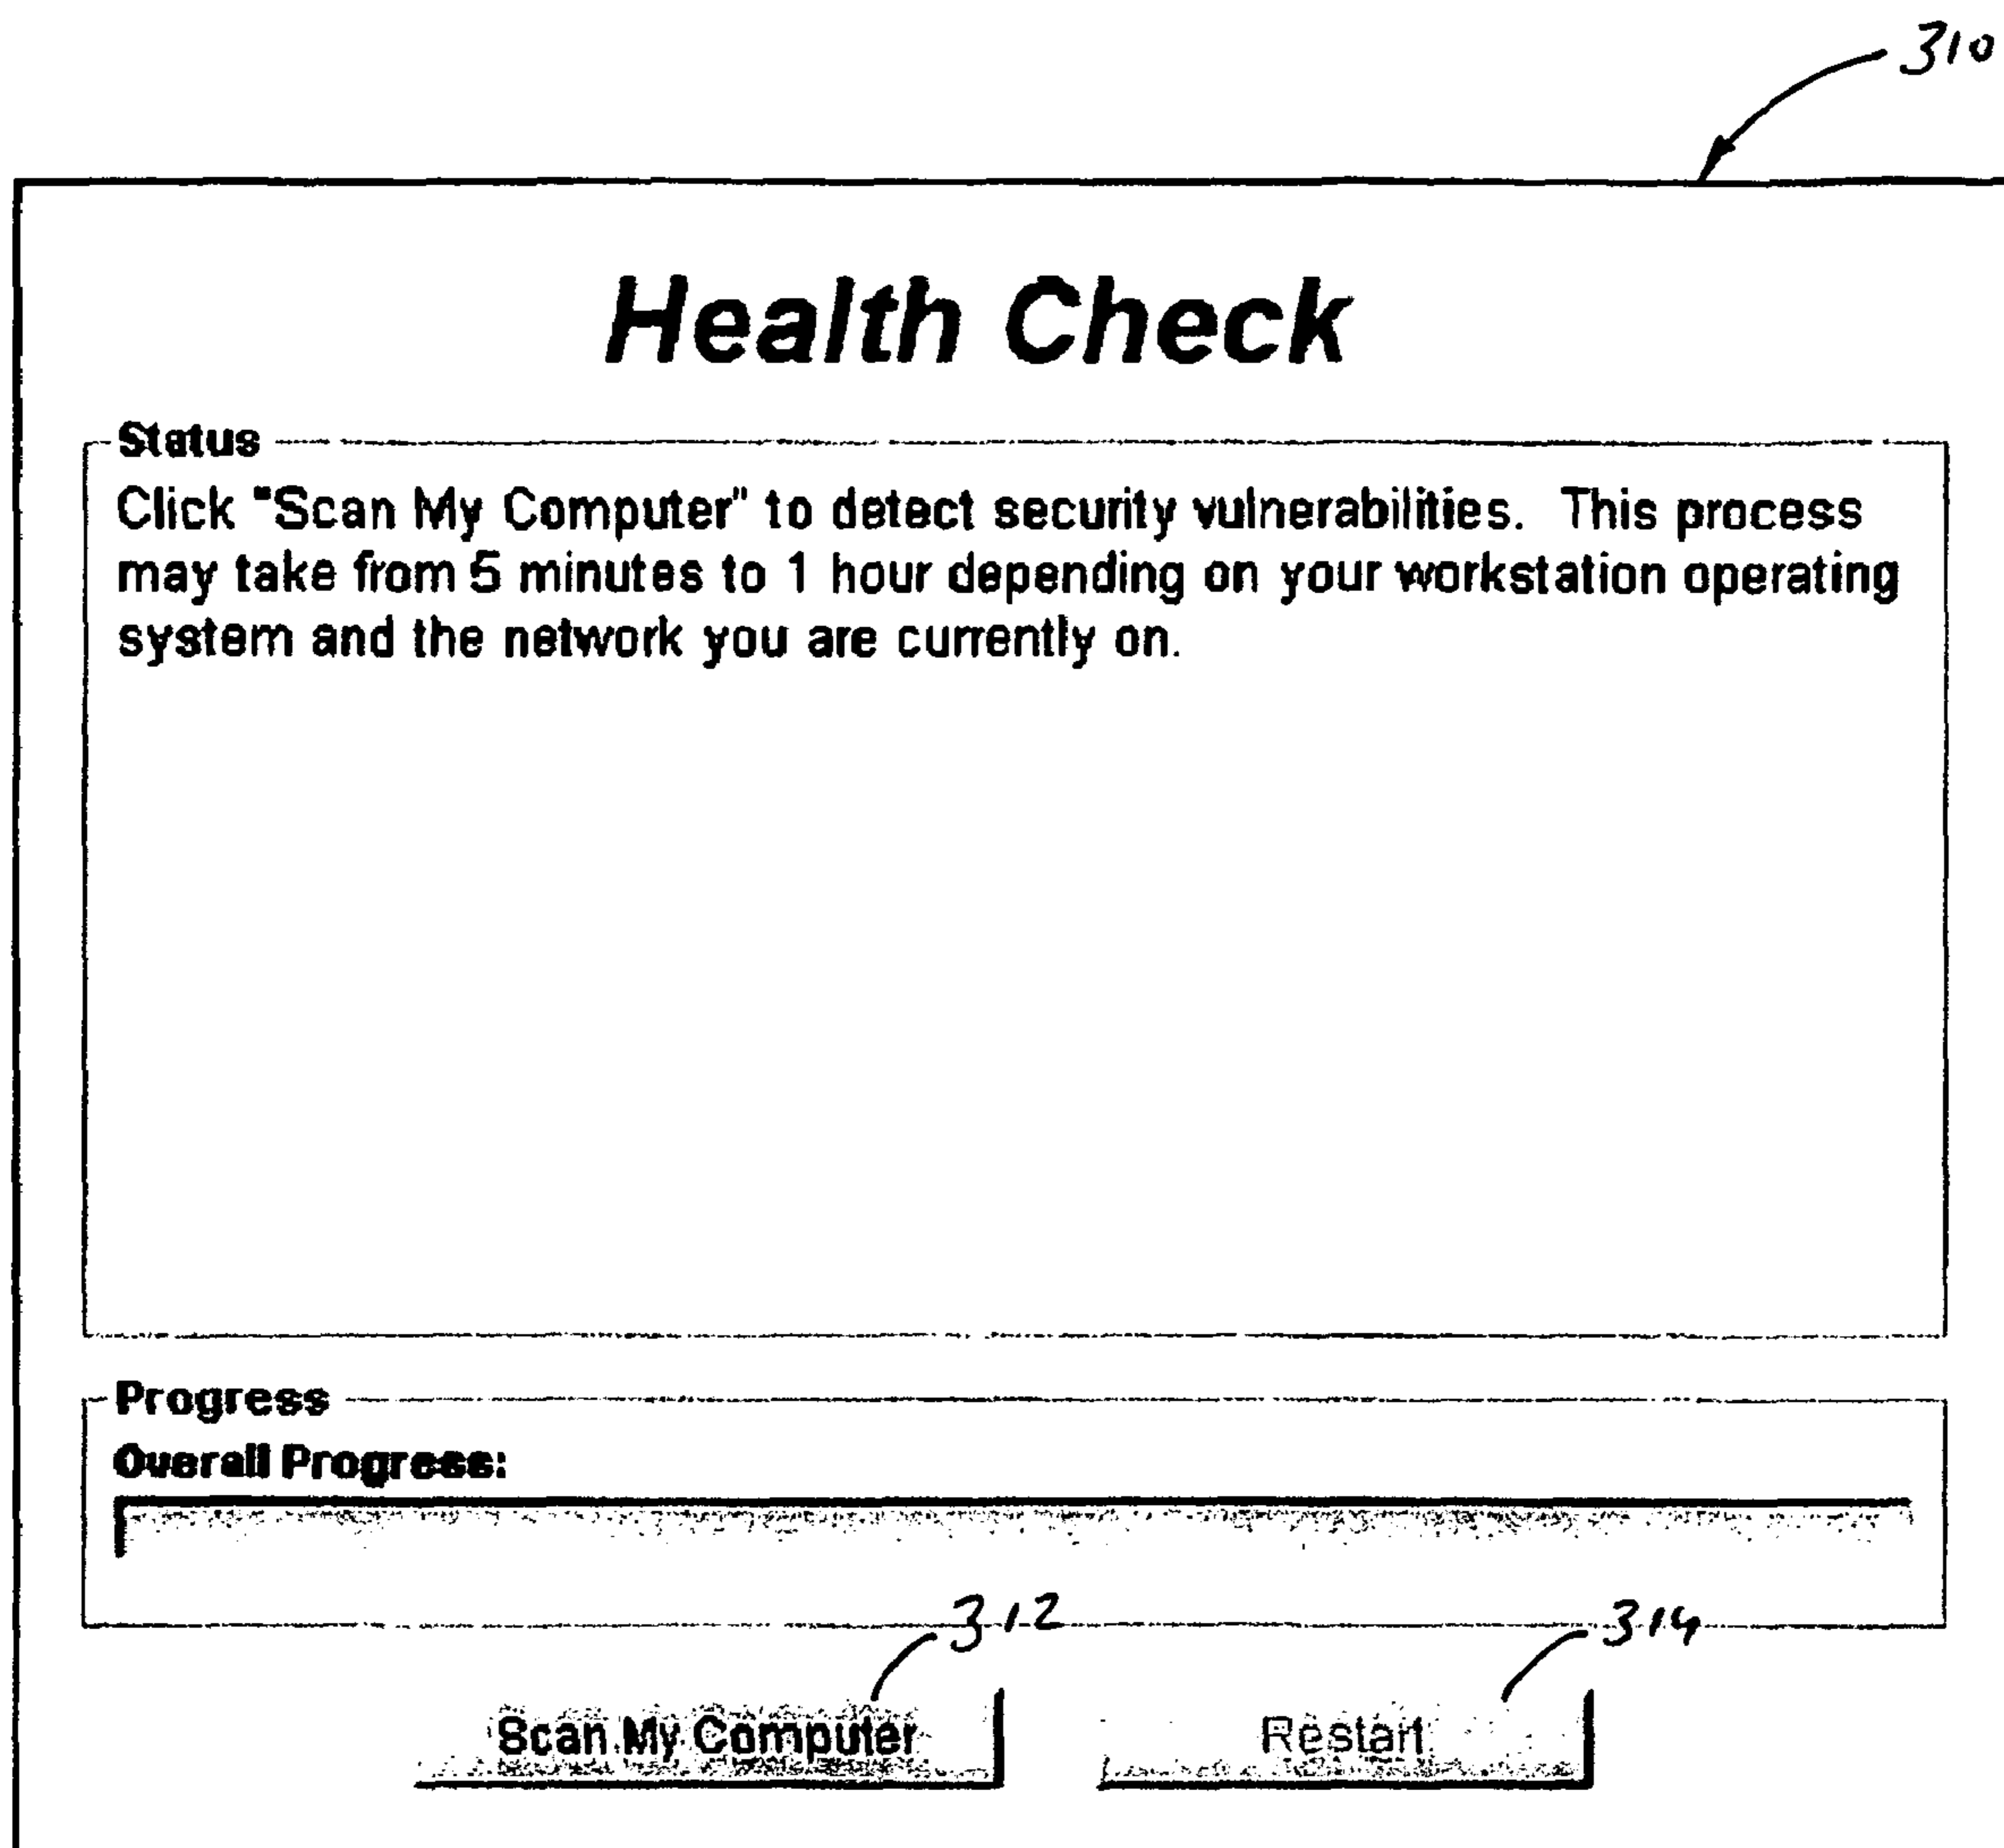 310
Health Check
Status
Click "Scan My Computer" to detect security vulnerabilities. This process
may take from 5 minutes to 1 hour depending on your workstation operating
system and the network you are currently on.
Progress
Overall Progress:
312
314
Scan My Computer
Restart